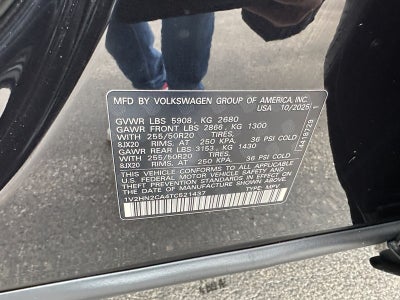 MFD BY VOLKSWAGEN GROUP OF AMERICA, INC.
USA 10/2025
GVWR LBS 5908, KG 2680
GAWR FRONT LBS 2866, KG 1300
WITH 255/50R20 TIRES,
8JX20 RIMS, AT 250 KPA, 36 PSI COLD
GAWR REAR LBS 3153, KG 1430
WITH 255/50R20 TIRES,
8JX20 RIMS, AT 250 KPA, 36 PSI COLD
THIS VEHICLE CONFORMS TO ALL APPLICABLE
U.S. FEDERAL MOTOR VEHICLE SAFETY AND
THEFT PREVENTION STANDARDS IN EFFECT ON
THE DATE OF MANUFACTURE SHOWN ABOVE.
1V2HN2CA4TC521437 TYPE: MPV